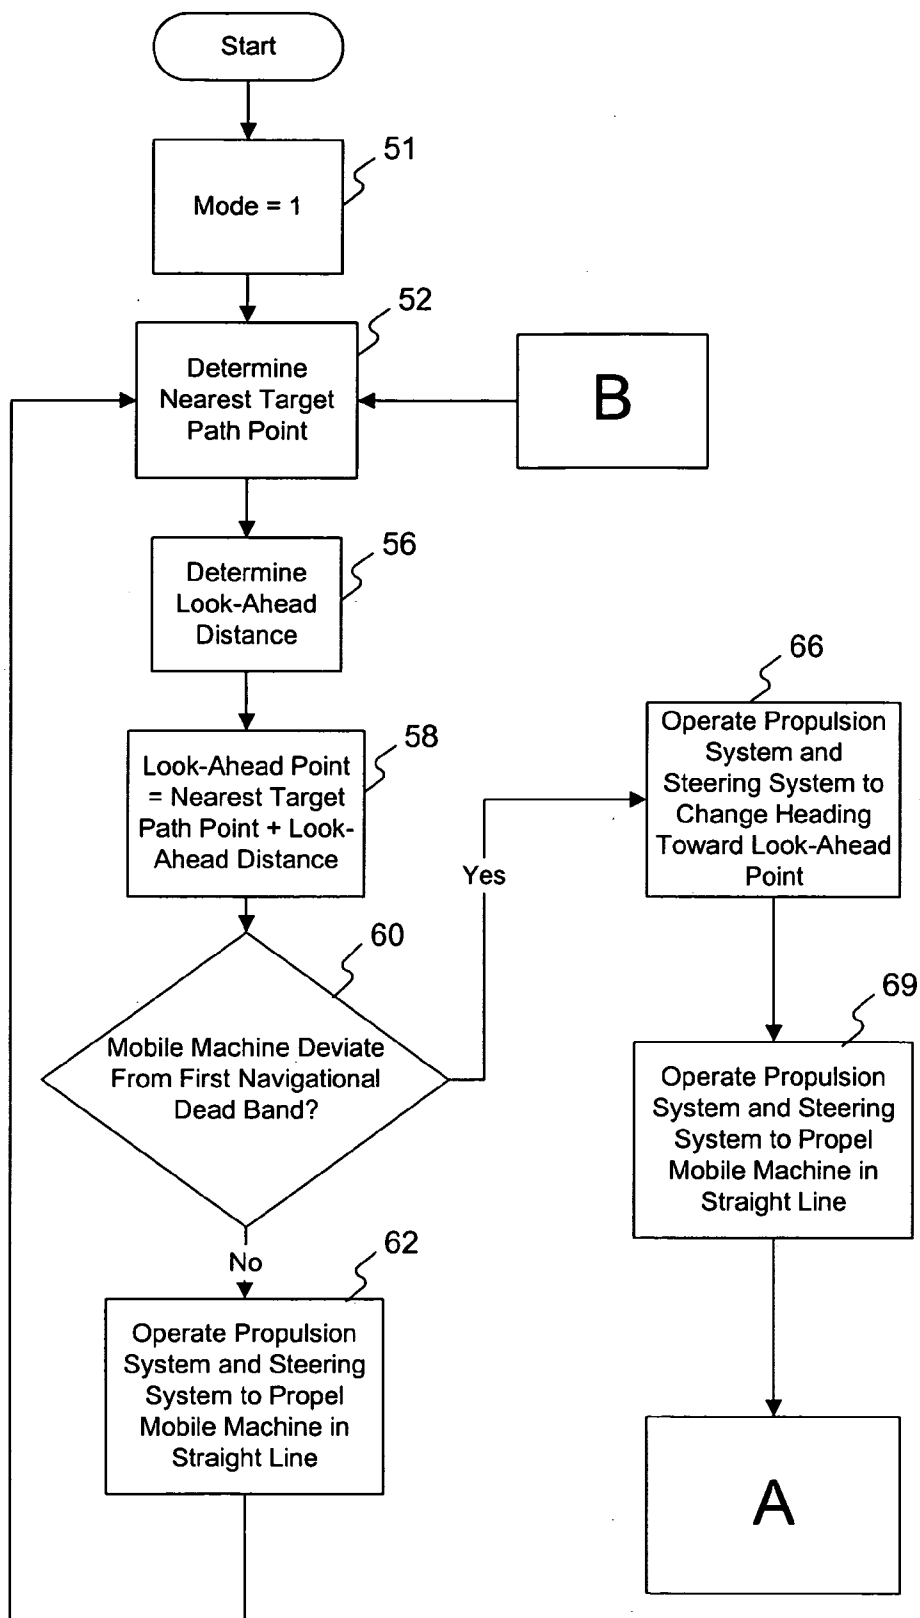 Start
51
Mode = 1
52
Determine
Nearest Target
Path Point
B
56
Determine
Look-Ahead
Distance
58
Look-Ahead Point
= Nearest Target
Path Point + Look-
Ahead Distance
66
Operate Propulsion
System and
Steering System to
Change Heading
Toward Look-Ahead
Point
Yes
60
Mobile Machine Deviate
From First Navigational
Dead Band?
69
Operate Propulsion
System and Steering
System to Propel
Mobile Machine in
Straight Line
No
62
Operate Propulsion
System and Steering
System to Propel
Mobile Machine in
Straight Line
A